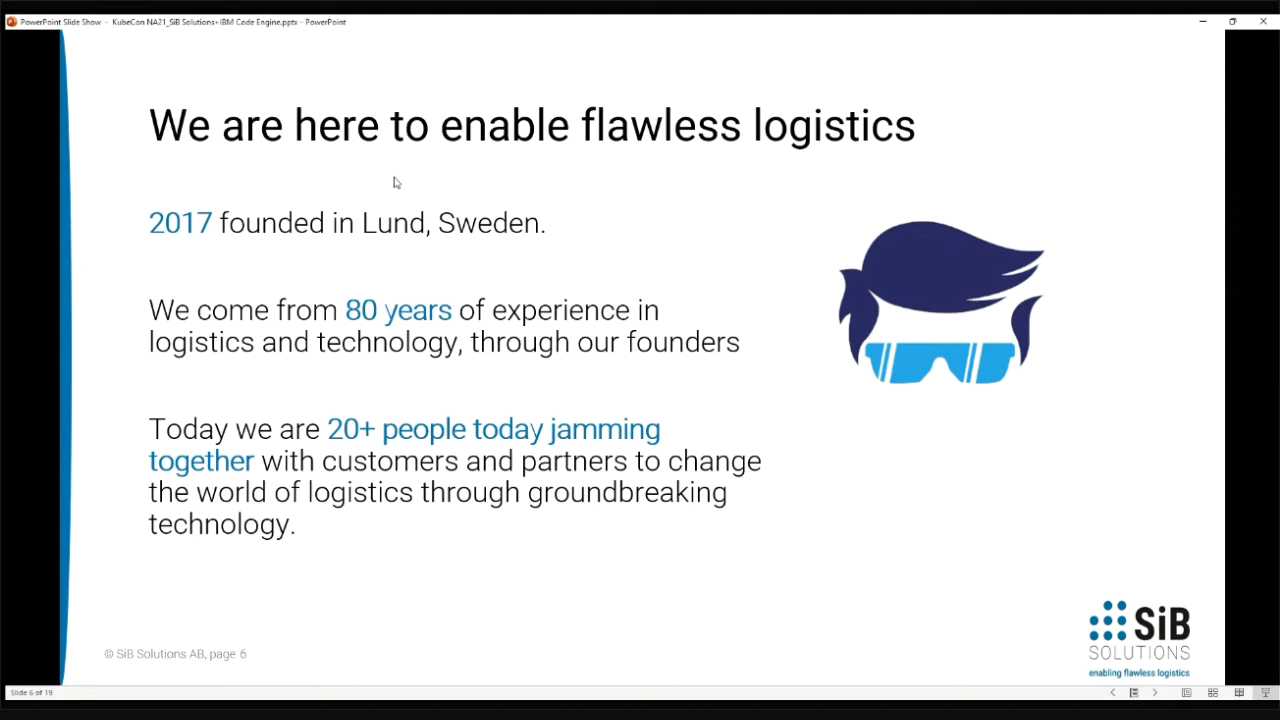 PowerPoint Slide Show - KubeCon NA21_SiB Solutions+IBM Code Engine.pptx - PowerPoint
We are here to enable flawless logistics
2017 founded in Lund, Sweden.
We come from 80 years of experience in
logistics and technology, through our founders
Today we are 20+ people today jamming
together with customers and partners to change
the world of logistics through groundbreaking
technology.
SiB
SOLUTIONS
enabling flawless logistics
© SiB Solutions AB, page 6
Slide 6 of 19